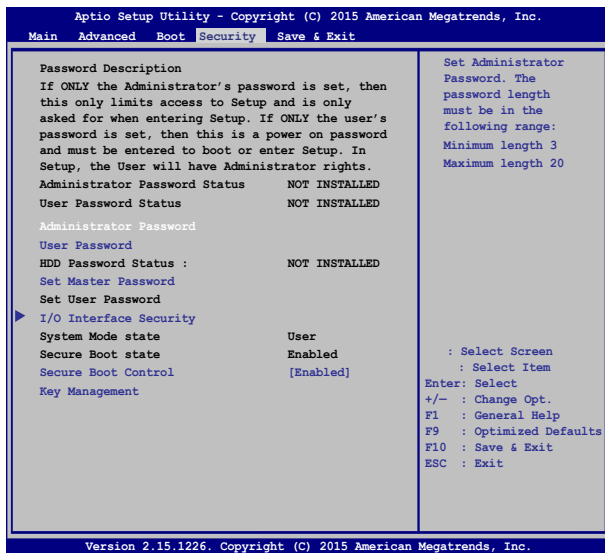 Aptio Setup Utility - Copyright (C) 2015 American Megatrends, Inc.
Main Advanced Boot Security Save & Exit
Password Description
If ONLY the Administrator's password is set, then
this only limits access to Setup and is only
asked for when entering Setup. If ONLY the user's
password is set, then this is a power on password
and must be entered to boot or enter Setup. In
Setup, the User will have Administrator rights.
Administrator Password Status NOT INSTALLED
User Password Status NOT INSTALLED
Administrator Password
User Password
HDD Password Status : NOT INSTALLED
Set Master Password
Set User Password
I/O Interface Security
System Mode state User
Secure Boot state Enabled
Secure Boot Control [Enabled]
Key Management
Set Administrator
Password. The
password length
must be in the
following range:
Minimum length 3
Maximum length 20
: Select Screen
: Select Item
Enter: Select
+/— : Change Opt.
F1 : General Help
F9 : Optimized Defaults
F10 : Save & Exit
ESC : Exit
Version 2.15.1226. Copyright (C) 2015 American Megatrends, Inc.